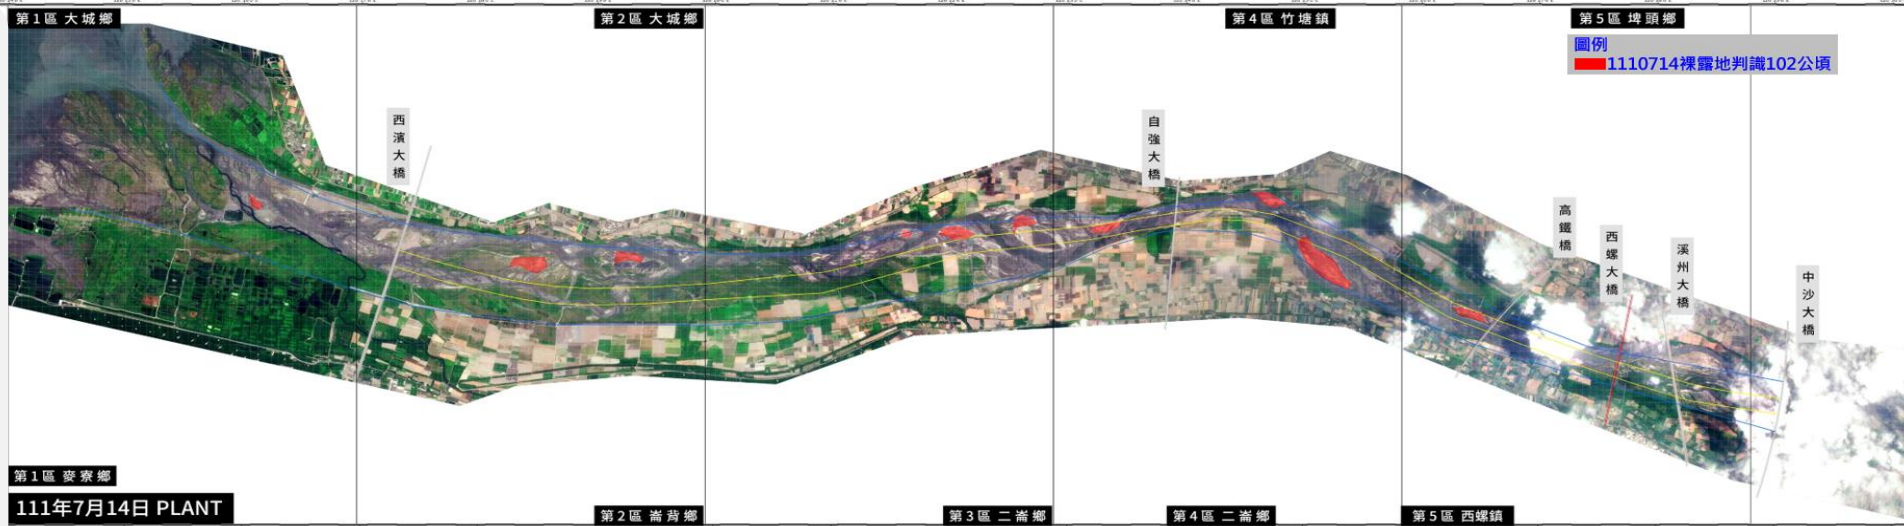 第1區 大城鄉
第2區 大城鄉
第4區 竹塘鎮
第5區 埤頭鄉
圖例
1110714裸露地判識102公頃
西濱大橋
自強大橋
高鐵橋
西螺大橋
溪州大橋
中沙大橋
第1區 麥寮鄉
111年7月14日 PLANT
第2區 崙背鄉
第3區 二崙鄉
第4區 二崙鄉
第5區 西螺鎮